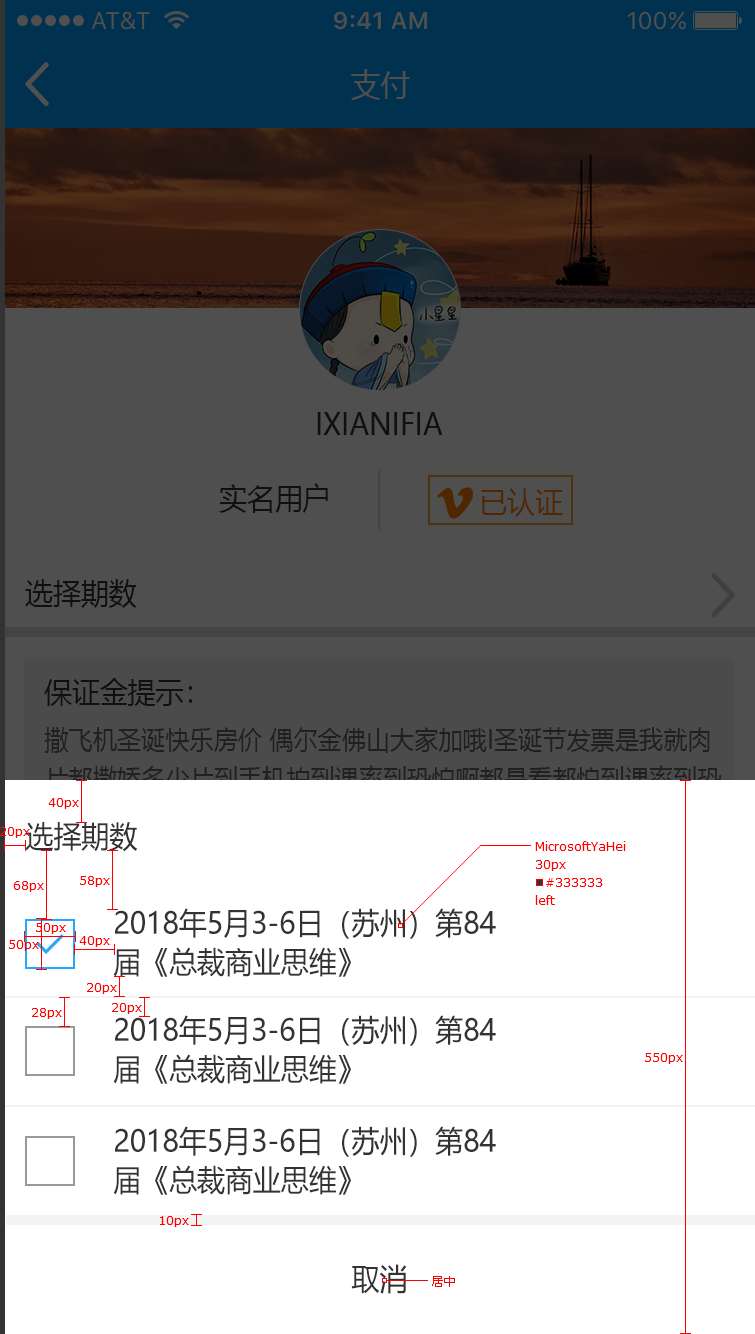 AT&T 9:41 AM 100%
支付
小星星
IXIANIFIA
实名用户 已认证
选择期数
保证金提示：
撒飞机圣诞快乐房价 偶尔金佛山大家加哦I圣诞节发票是我就肉
40px
20px
选择期数
MicrosoftYaHei
30px
#333333
left
68px
58px
2018年5月3-6日（苏州）第84
届《总裁商业思维》
50px
50px
40px
20px
20px
28px
2018年5月3-6日（苏州）第84
届《总裁商业思维》
550px
2018年5月3-6日（苏州）第84
届《总裁商业思维》
10px
取消
居中